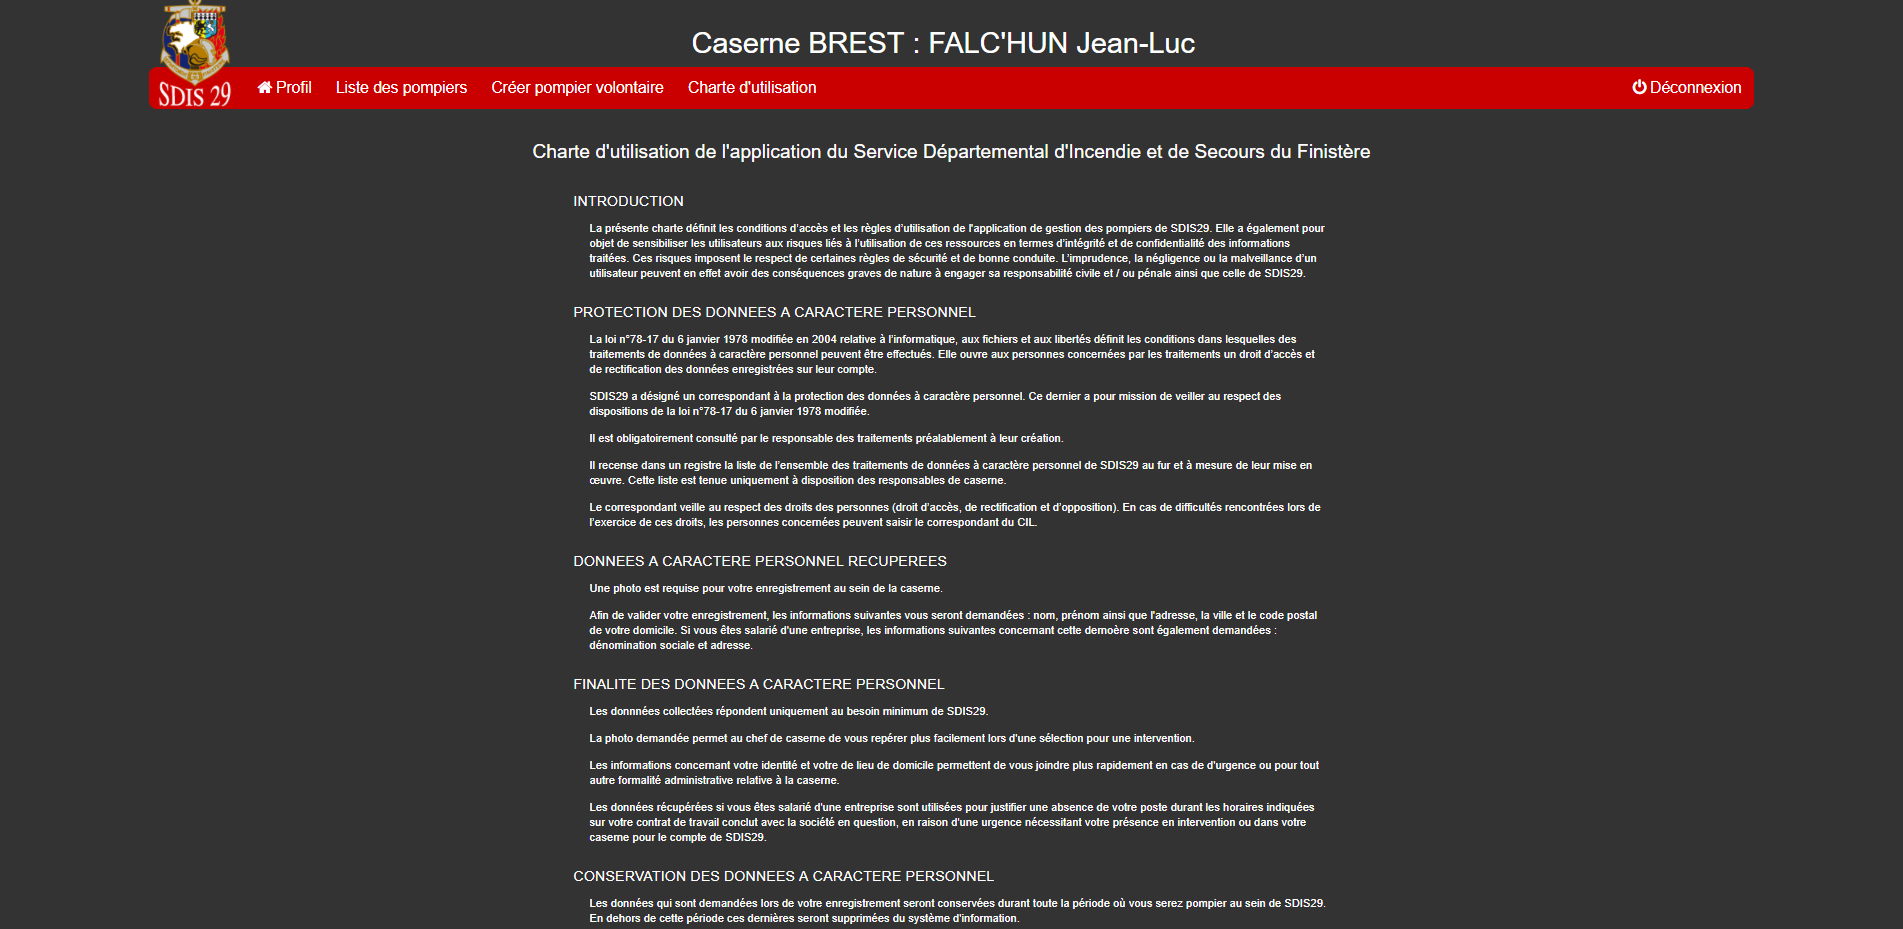 Caserne BREST : FALC'HUN Jean-Luc
SDIS 29
Profil
Liste des pompiers
Créer pompier volontaire
Charte d'utilisation
Déconnexion
Charte d'utilisation de l'application du Service Départemental d'Incendie et de Secours du Finistère
INTRODUCTION
La présente charte définit les conditions d'accès et les règles d'utilisation de l'application de gestion des pompiers de SDIS29. Elle a également pour
objet de sensibiliser les utilisateurs aux risques liés à l'utilisation de ces ressources en termes d'intégrité et de confidentialité des informations
traitées. Ces risques imposent le respect de certaines règles de sécurité et de bonne conduite. L'imprudence, la négligence ou la malveillance d'un
utilisateur peuvent en effet avoir des conséquences graves de nature à engager sa responsabilité civile et / ou pénale ainsi que celle de SDIS29.
PROTECTION DES DONNEES A CARACTERE PERSONNEL
La loi n°78-17 du 6 janvier 1978 modifiée en 2004 relative à l'informatique, aux fichiers et aux libertés définit les conditions dans lesquelles des
traitements de données à caractère personnel peuvent être effectués. Elle ouvre aux personnes concernées par les traitements un droit d'accès et
de rectification des données enregistrées sur leur compte.
SDIS29 a désigné un correspondant à la protection des données à caractère personnel. Ce dernier a pour mission de veiller au respect des
dispositions de la loi n°78-17 du 6 janvier 1978 modifiée.
Il est obligatoirement consulté par le responsable des traitements préalablement à leur création.
Il recense dans un registre la liste de l'ensemble des traitements de données à caractère personnel de SDIS29 au fur et à mesure de leur mise en
œuvre. Cette liste est tenue uniquement à disposition des responsables de caserne.
Le correspondant veille au respect des droits des personnes (droit d'accès, de rectification et d'opposition). En cas de difficultés rencontrées lors de
l'exercice de ces droits, les personnes concernées peuvent saisir le correspondant du CIL.
DONNEES A CARACTERE PERSONNEL RECUPEREES
Une photo est requise pour votre enregistrement au sein de la caserne.
Afin de valider votre enregistrement, les informations suivantes vous seront demandées : nom, prénom ainsi que l'adresse, la ville et le code postal
de votre domicile. Si vous êtes salarié d'une entreprise, les informations suivantes concernant cette dernoère sont également demandées :
dénomination sociale et adresse.
FINALITE DES DONNEES A CARACTERE PERSONNEL
Les donnnées collectées répondent uniquement au besoin minimum de SDIS29.
La photo demandée permet au chef de caserne de vous repérer plus facilement lors d'une sélection pour une intervention.
Les informations concernant votre identité et votre de lieu de domicile permettent de vous joindre plus rapidement en cas de d'urgence ou pour tout
autre formalité administrative relative à la caserne.
Les données récupérées si vous êtes salarié d'une entreprise sont utilisées pour justifier une absence de votre poste durant les horaires indiquées
sur votre contrat de travail conclut avec la société en question, en raison d'une urgence nécessitant votre présence en intervention ou dans votre
caserne pour le compte de SDIS29.
CONSERVATION DES DONNEES A CARACTERE PERSONNEL
Les données qui sont demandées lors de votre enregistrement seront conservées durant toute la période où vous serez pompier au sein de SDIS29.
En dehors de cette période ces dernières seront supprimées du système d'information.